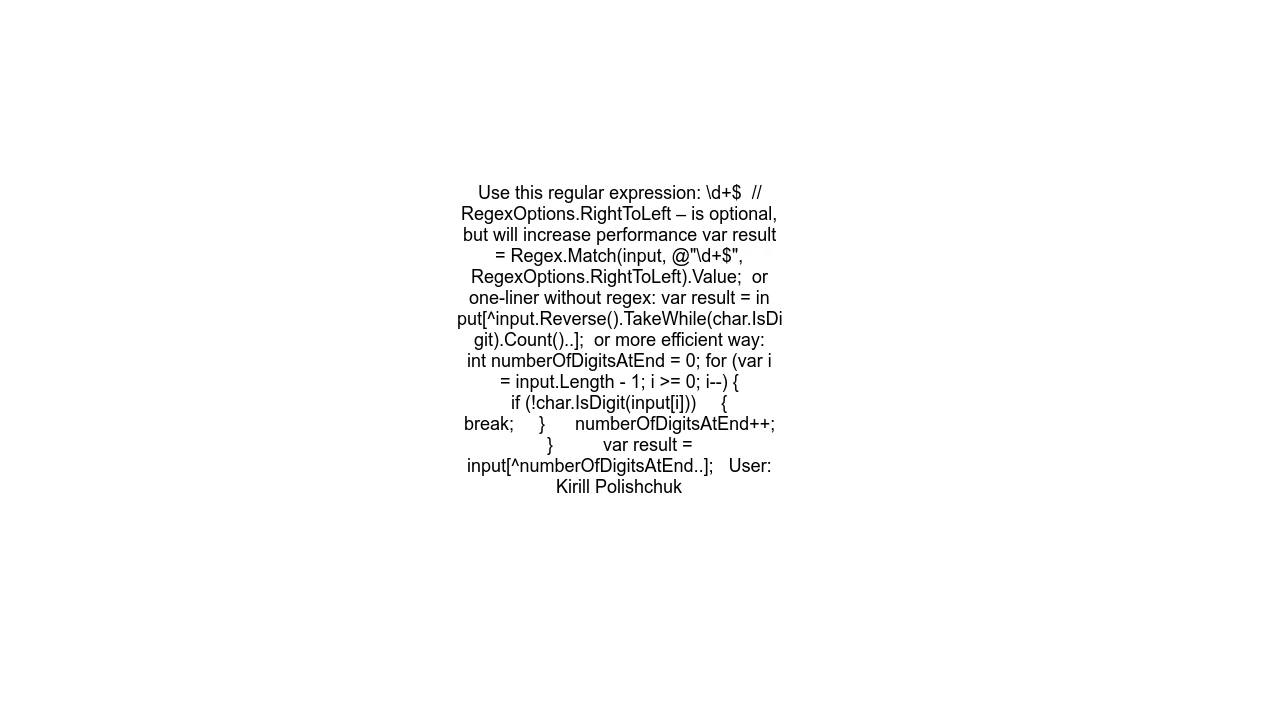 Use this regular expression: \d+$  //
RegexOptions.RightToLeft – is optional,
but will increase performance var result
= Regex.Match(input, @"\d+$",
RegexOptions.RightToLeft).Value;  or
one-liner without regex: var result = in
put[^input.Reverse().TakeWhile(char.IsDi
git).Count()..];  or more efficient way:
int numberOfDigitsAtEnd = 0; for (var i
= input.Length - 1; i >= 0; i--) {
if (!char.IsDigit(input[i]))     {
break;     }      numberOfDigitsAtEnd++;
}          var result =
input[^numberOfDigitsAtEnd..];   User:
Kirill Polishchuk